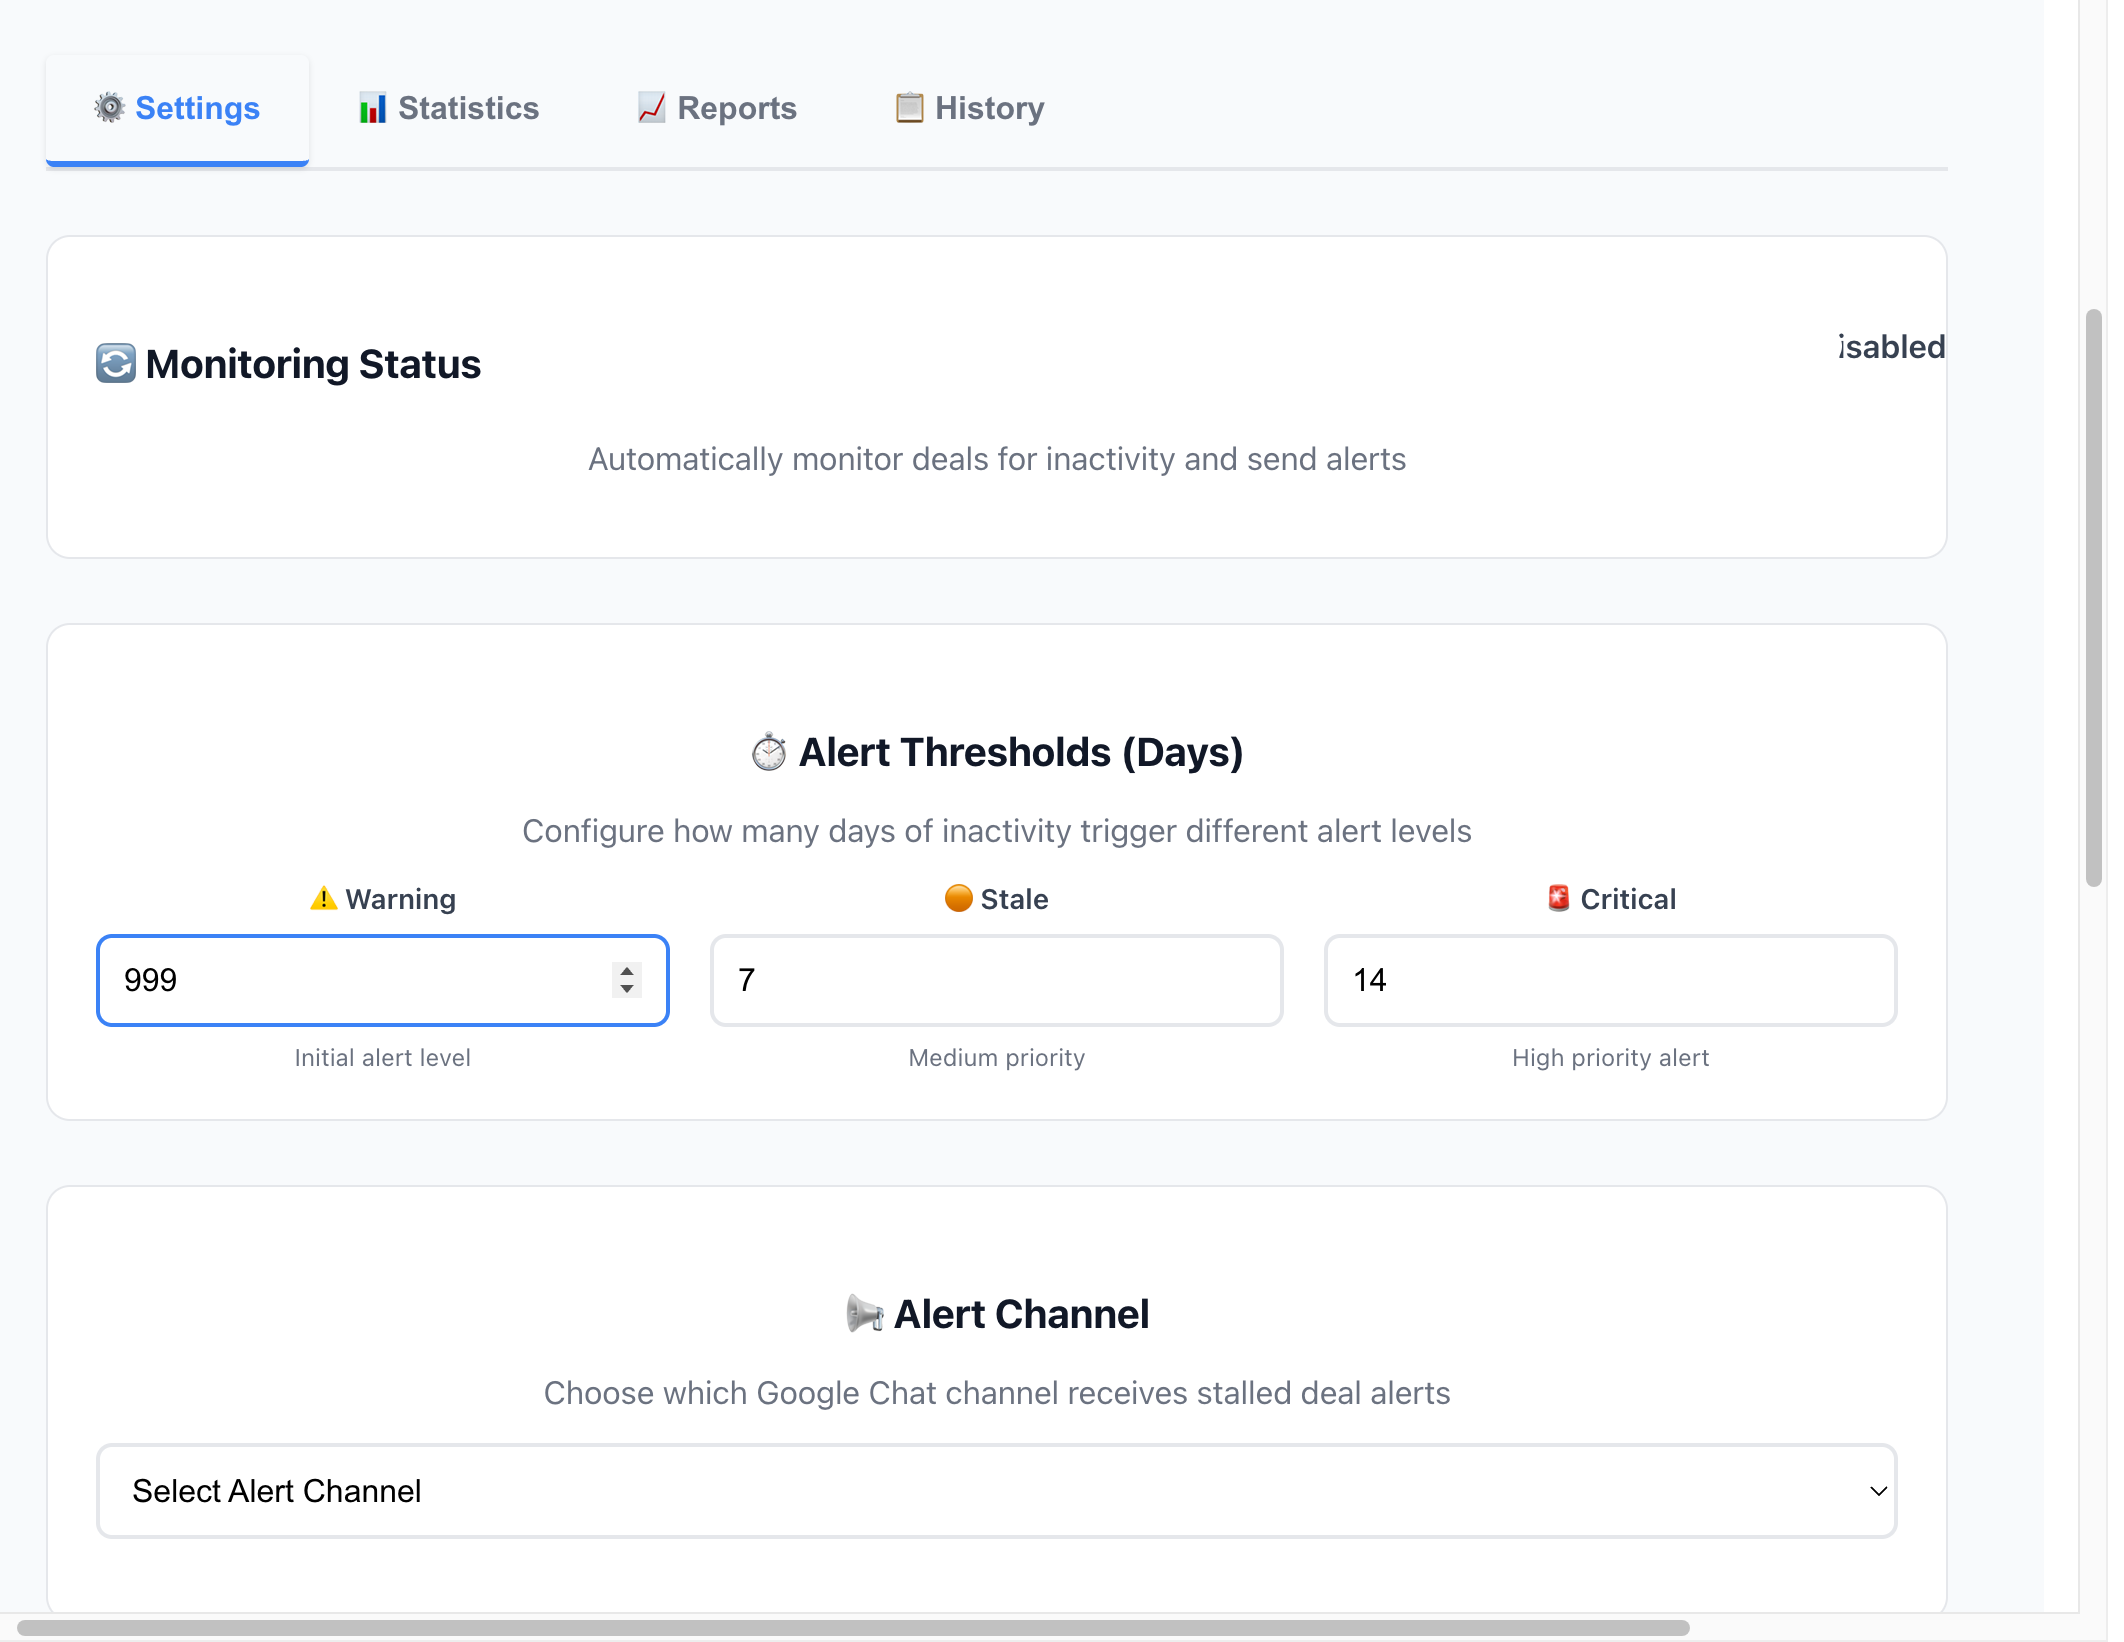 Settings
Statistics
Reports
History
Monitoring Status
isabled
Automatically monitor deals for inactivity and send alerts
Alert Thresholds (Days)
Configure how many days of inactivity trigger different alert levels
Warning
Stale
Critical
999
7
14
Initial alert level
Medium priority
High priority alert
Alert Channel
Choose which Google Chat channel receives stalled deal alerts
Select Alert Channel